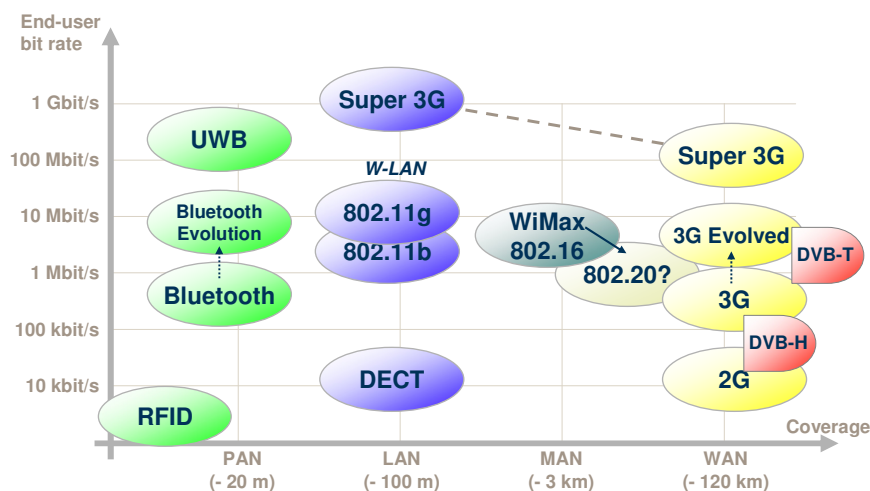 End-user
bit rate
1 Gbit/s
Super 3G
UWB
100 Mbit/s
Super 3G
W-LAN
10 Mbit/s
Bluetooth
Evolution
802.11g
802.11b
WiMax
802.16
802.20?
3G Evolved
DVB-T
1 Mbit/s
Bluetooth
3G
100 kbit/s
DVB-H
10 kbit/s
DECT
2G
RFID
Coverage
PAN
(- 20 m)
LAN
(- 100 m)
MAN
(- 3 km)
WAN
(- 120 km)